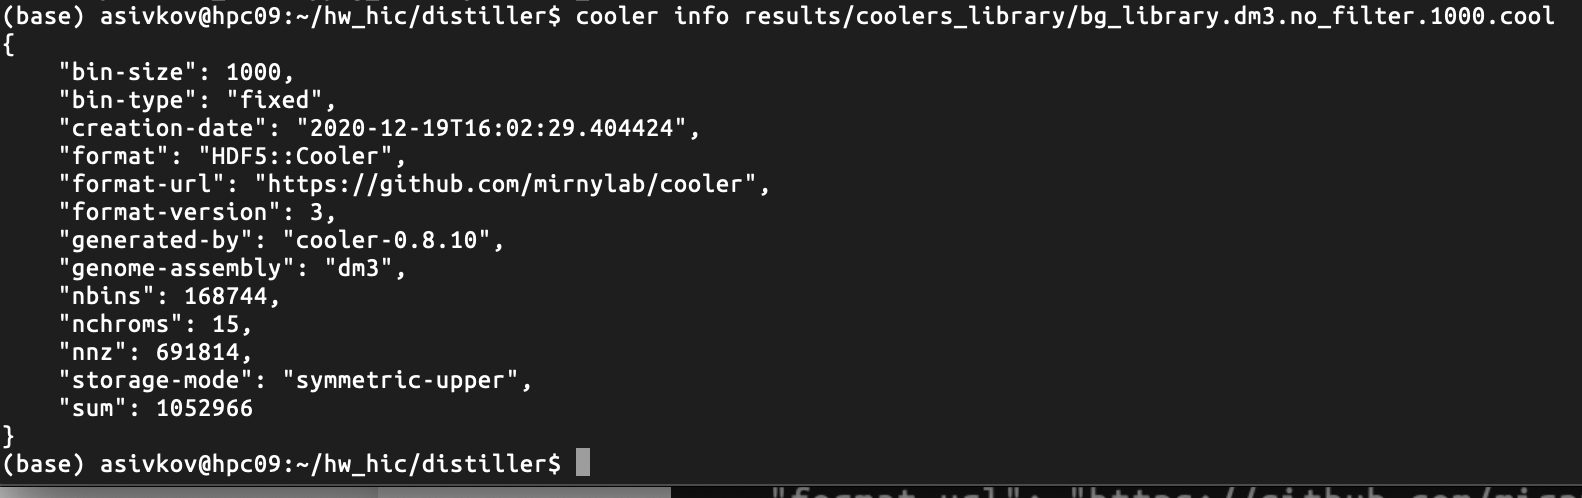 (base) asivkov@hpc09:~/hw_hic/distiller$ cooler info results/coolers_library/bg_library.dm3.no_filter.1000.cool
{
    "bin-size": 1000,
    "bin-type": "fixed",
    "creation-date": "2020-12-19T16:02:29.404424",
    "format": "HDF5::Cooler",
    "format-url": "https://github.com/mirnylab/cooler",
    "format-version": 3,
    "generated-by": "cooler-0.8.10",
    "genome-assembly": "dm3",
    "nbins": 168744,
    "nchroms": 15,
    "nnz": 691814,
    "storage-mode": "symmetric-upper",
    "sum": 1052966
}
(base) asivkov@hpc09:~/hw_hic/distiller$